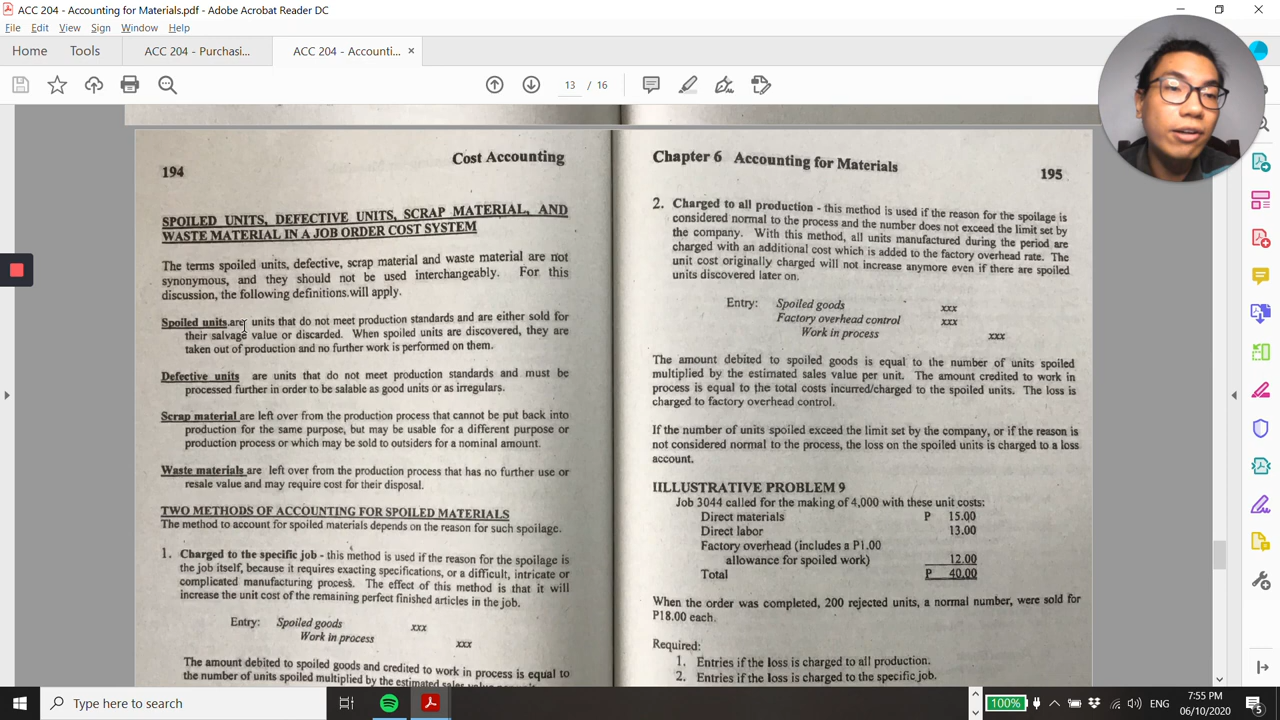 ACC 204 - Accounting for Materials.pdf - Adobe Acrobat Reader DC
File Edit View Sign Window Help
Home Tools ACC 204 - Purchasi... ACC 204 - Accounti... ×
13 / 16
194
Cost Accounting
SPOILED UNITS, DEFECTIVE UNITS, SCRAP MATERIAL, AND
WASTE MATERIAL IN A JOB ORDER COST SYSTEM
The terms spoiled units, defective, scrap material and waste material are not
synonymous, and they should not be used interchangeably. For this
discussion, the following definitions will apply.
Spoiled units are units that do not meet production standards and are either sold for
their salvage value or discarded. When spoiled units are discovered, they are
taken out of production and no further work is performed on them.
Defective units are units that do not meet production standards and must be
processed further in order to be salable as good units or as irregulars.
Scrap material are left over from the production process that cannot be put back into
production for the same purpose, but may be usable for a different purpose or
production process or which may be sold to outsiders for a nominal amount.
Waste materials are left over from the production process that has no further use or
resale value and may require cost for their disposal.
TWO METHODS OF ACCOUNTING FOR SPOILED MATERIALS
The method to account for spoiled materials depends on the reason for such spoilage.
1. Charged to the specific job - this method is used if the reason for the spoilage is
the job itself, because it requires exacting specifications, or a difficult, intricate or
complicated manufacturing process. The effect of this method is that it will
increase the unit cost of the remaining perfect finished articles in the job.
Entry: Spoiled goods xxx
Work in process xxx
The amount debited to spoiled goods and credited to work in process is equal to
the number of units spoiled multiplied by the estimated sales value per unit.
Chapter 6 Accounting for Materials
195
2. Charged to all production - this method is used if the reason for the spoilage is
considered normal to the process and the number does not exceed the limit set by
the company. With this method, all units manufactured during the period are
charged with an additional cost which is added to the factory overhead rate. The
unit cost originally charged will not increase anymore even if there are spoiled
units discovered later on.
Entry: Spoiled goods xxx
Factory overhead control xxx
Work in process xxx
The amount debited to spoiled goods is equal to the number of units spoiled
multiplied by the estimated sales value per unit. The amount credited to work in
process is equal to the total costs incurred/charged to the spoiled units. The loss is
charged to factory overhead control.
If the number of units spoiled exceed the limit set by the company, or if the reason is
not considered normal to the process, the loss on the spoiled units is charged to a loss
account.
IILLUSTRATIVE PROBLEM 9
Job 3044 called for the making of 4,000 with these unit costs:
Direct materials P 15.00
Direct labor 13.00
Factory overhead (includes a P1.00
allowance for spoiled work) 12.00
Total P 40.00
When the order was completed, 200 rejected units, a normal number, were sold for
P18.00 each.
Required:
1. Entries if the loss is charged to all production.
2. Entries if the loss is charged to the specific job.
Type here to search
100%
ENG
7:55 PM
06/10/2020
5